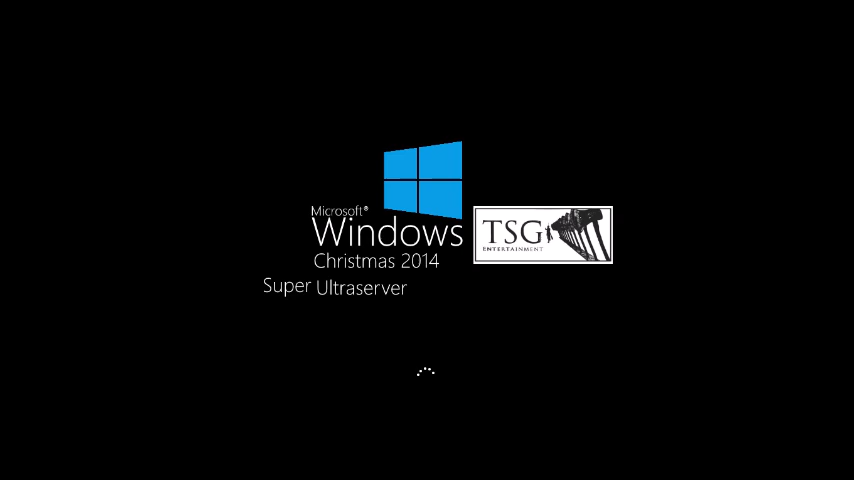 Microsoft®
Windows
Christmas 2014
Super Ultraserver
TSG
ENTERTAINMENT